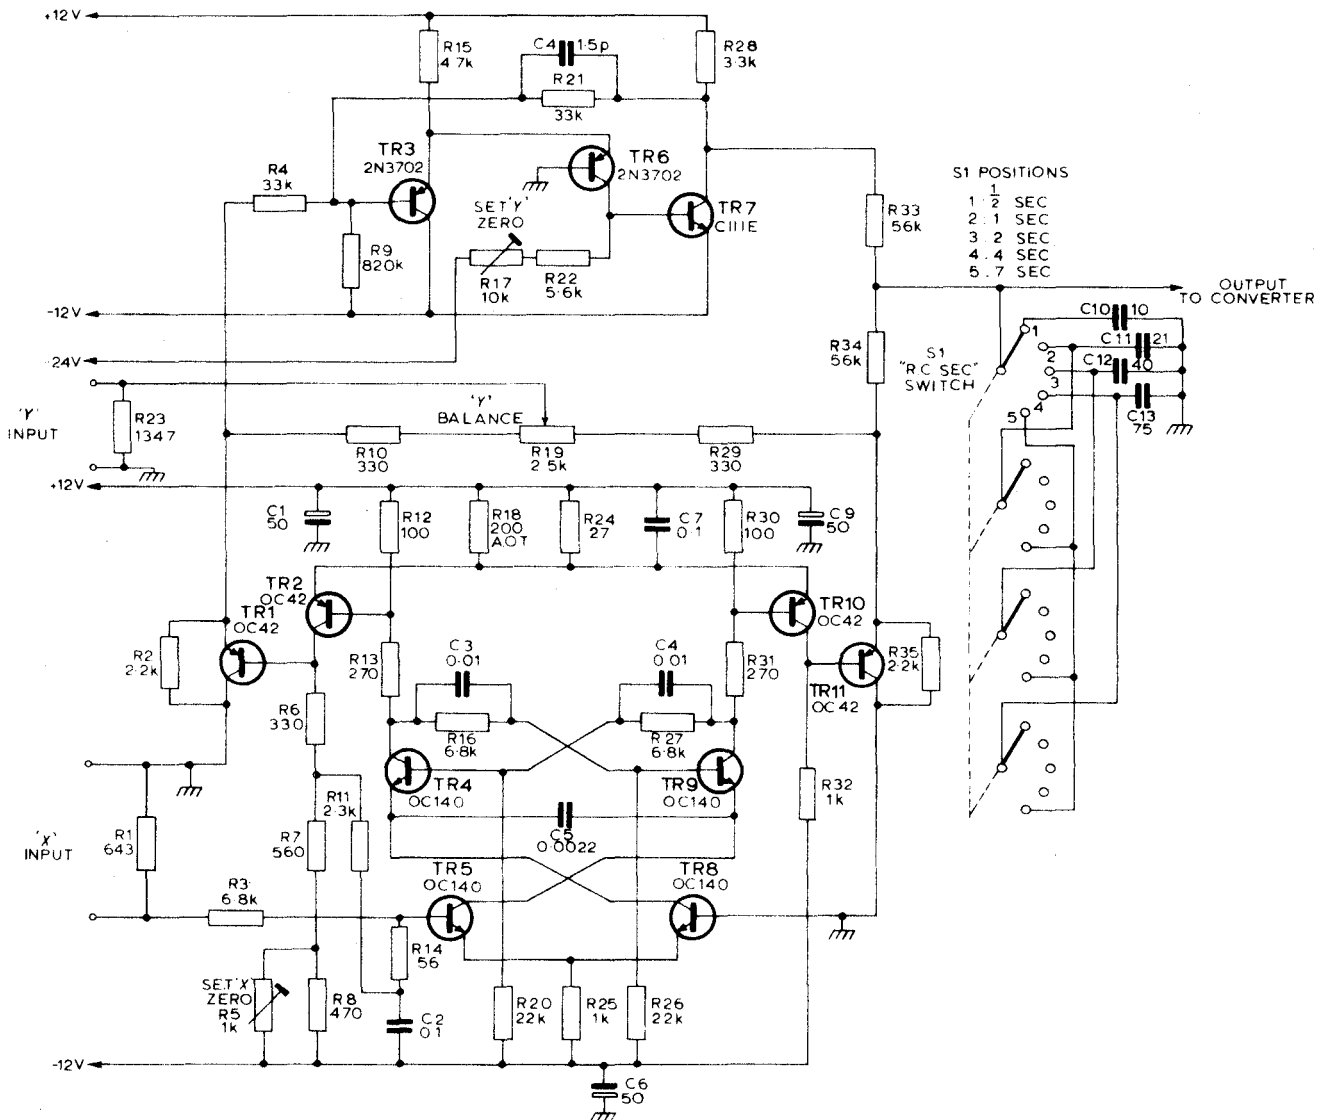 +12V
R15
4.7k
C4
1.5p
R28
3.3k
R21
33k
TR3
2N3702
TR6
2N3702
R4
33k
SET 'Y'
ZERO
TR7
C111E
R9
820k
R17
10k
R22
5.6k
-12V
-24V
R33
56k
S1 POSITIONS
1. 1/2 SEC
2. 1 SEC
3. 2 SEC
4. 4 SEC
5. 7 SEC
OUTPUT
TO CONVERTER
R34
56k
S1
"RC SEC"
SWITCH
C10
10
C11
21
C12
40
C13
75
1
2
3
4
5
'Y'
INPUT
R23
1347
'Y'
BALANCE
R10
330
R19
2.5k
R29
330
+12V
C1
50
R12
100
R18
200
A.O.T
R24
27
C7
0.1
R30
100
C9
50
TR2
OC42
TR1
OC42
TR10
OC42
R2
2.2k
R13
270
C3
0.01
C4
0.01
R31
270
TR11
OC42
R35
2.2k
R6
330
R16
6.8k
R27
6.8k
TR4
OC140
TR9
OC140
R32
1k
'X'
INPUT
R1
643
R11
2.3k
R7
560
C5
0.0022
TR5
OC140
TR8
OC140
R3
6.8k
R14
56
SET 'X'
ZERO
R5
1k
R8
470
C2
0.1
R20
22k
R25
1k
R26
22k
-12V
C6
50